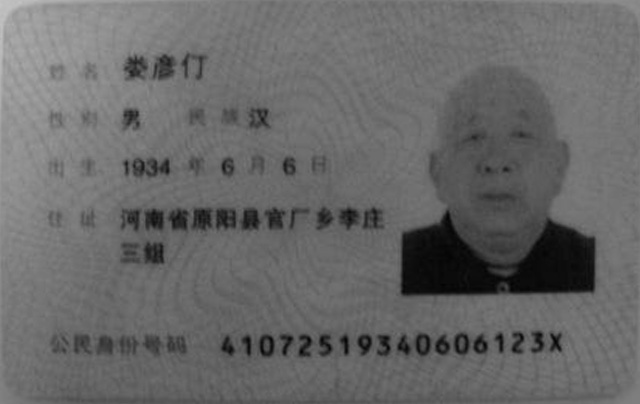 姓名 娄彦仃
性别 男 民族 汉
出生 1934 年 6 月 6 日
住址 河南省原阳县官厂乡李庄
三组
公民身份号码 41072519340606123X